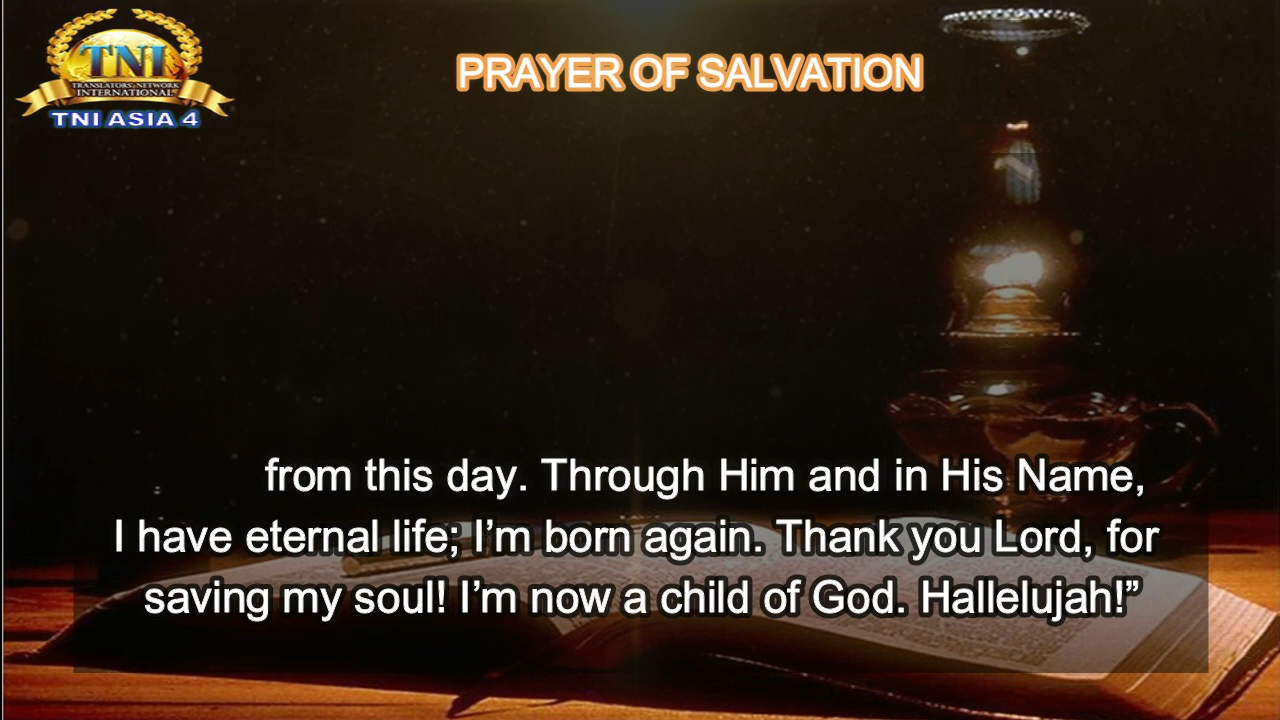 TNI
TRANSLATORS' NETWORK
INTERNATIONAL
TNI ASIA 4
PRAYER OF SALVATION
from this day. Through Him and in His Name,
I have eternal life; I’m born again. Thank you Lord, for
saving my soul! I’m now a child of God. Hallelujah!”